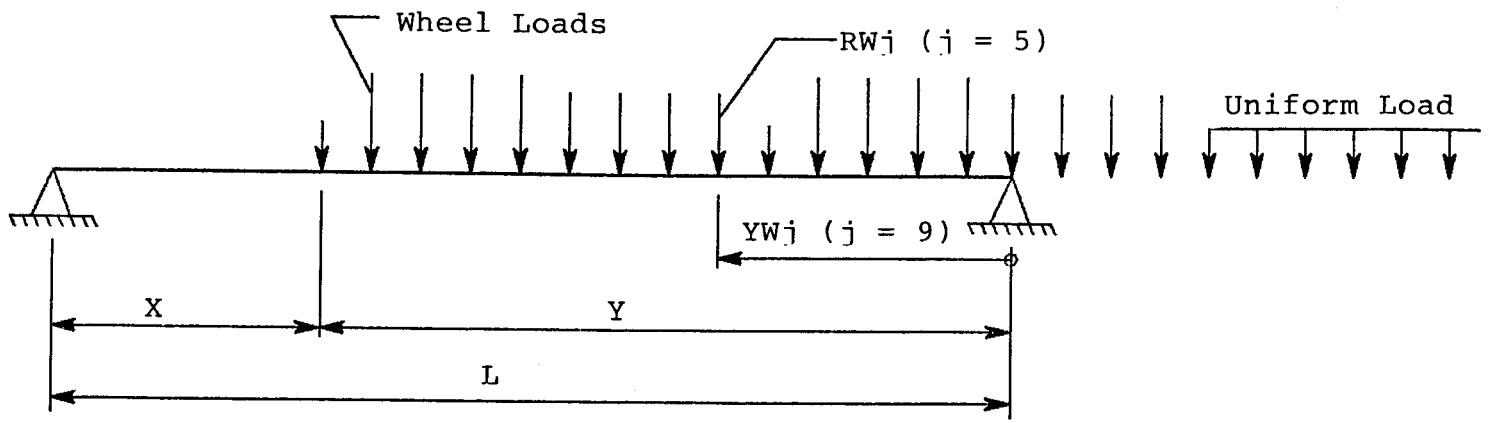 Wheel Loads
RWj (j = 5)
Uniform Load
YWj (j = 9)
X
Y
L